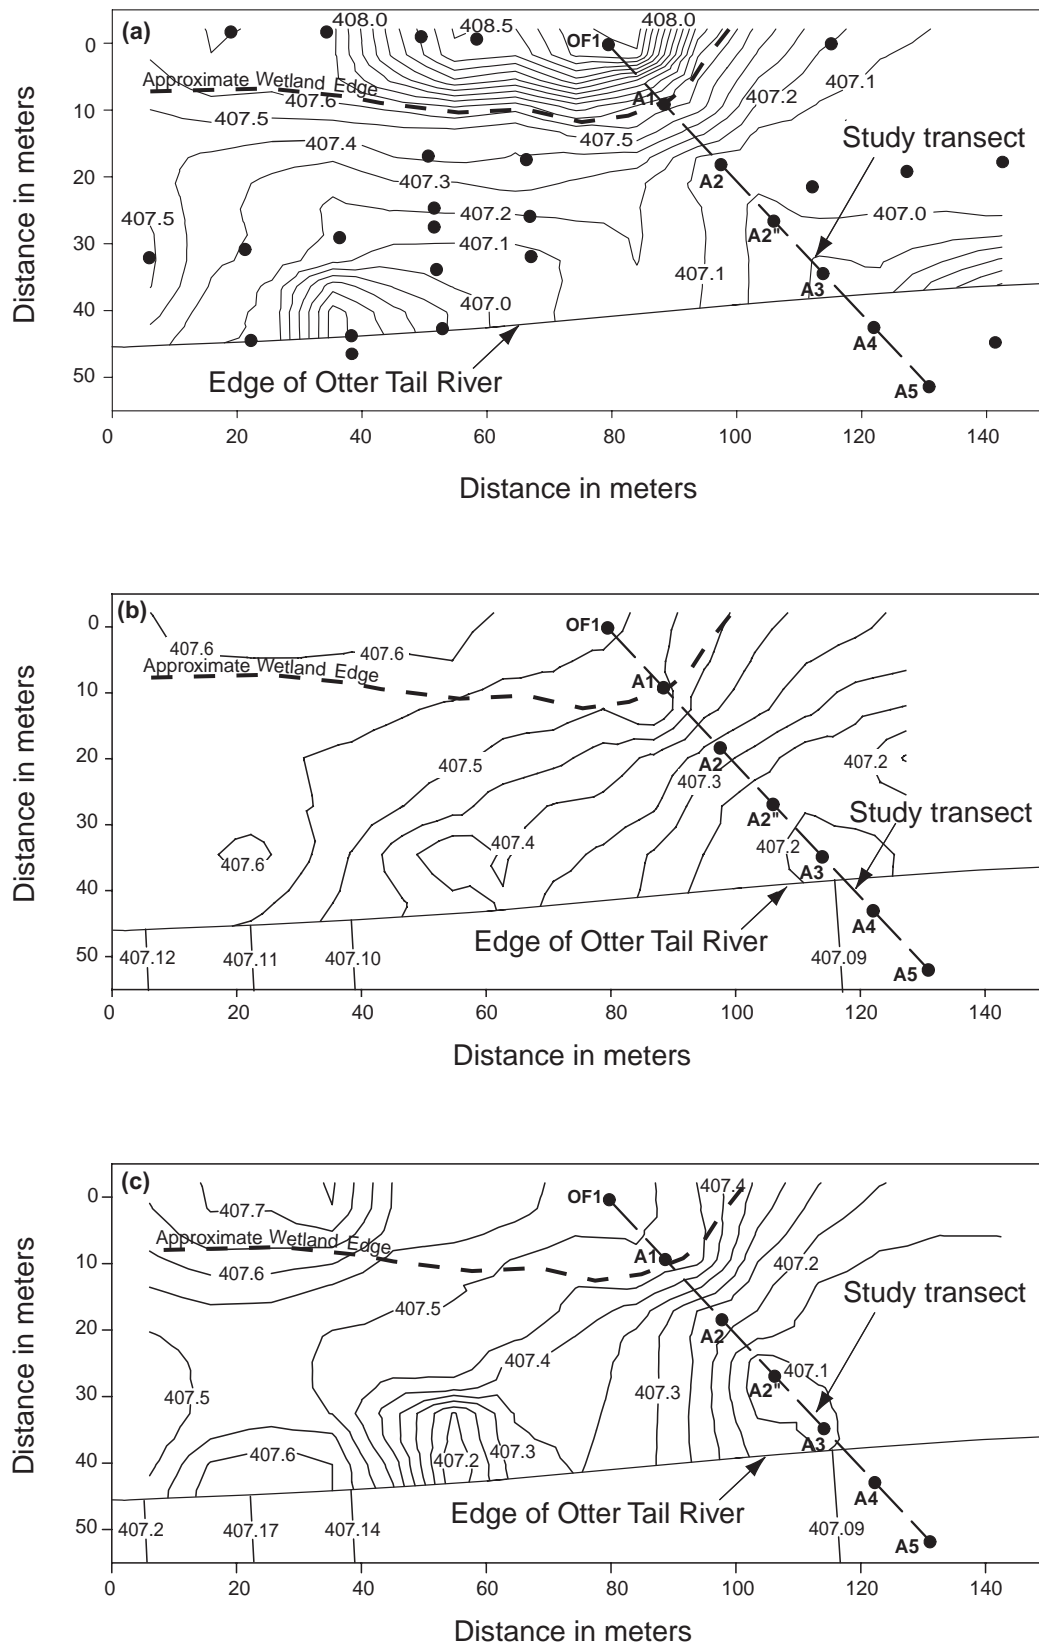 (a)
408.0
408.5
408.0
0
OF1
407.1
Approximate Wetland Edge
407.2
407.6
A1
10
407.5
407.5
Study transect
407.4
20
407.3
A2
407.5
407.2
407.0
A2"
30
407.1
407.1
A3
407.0
40
A4
50
Edge of Otter Tail River
A5
0 20 40 60 80 100 120 140
Distance in meters
Distance in meters
(b)
0
OF1
407.6
407.6
Approximate Wetland Edge
A1
10
20
407.5
A2
407.2
407.3
Study transect
A2"
30
407.4
407.2
407.6
A3
40
A4
Edge of Otter Tail River
50
407.12
407.11
407.10
407.09
A5
0 20 40 60 80 100 120 140
Distance in meters
Distance in meters
(c)
407.4
0
OF1
407.7
Approximate Wetland Edge
A1
10
407.6
407.2
407.5
Study transect
20
A2
407.4
407.1
30
407.5
407.3
A2"
A3
407.6
407.2
407.3
40
A4
Edge of Otter Tail River
50
407.2
407.17
407.14
407.09
A5
0 20 40 60 80 100 120 140
Distance in meters
Distance in meters